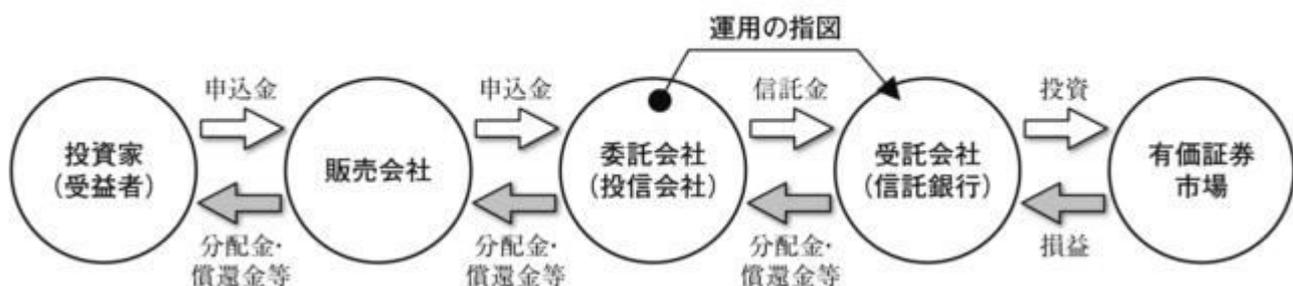 運用の指図
申込金
申込金
信託金
投資
投資家
(受益者)
販売会社
委託会社
(投信会社)
受託会社
(信託銀行)
有価証券
市場
分配金・
償還金等
分配金・
償還金等
分配金・
償還金等
損益